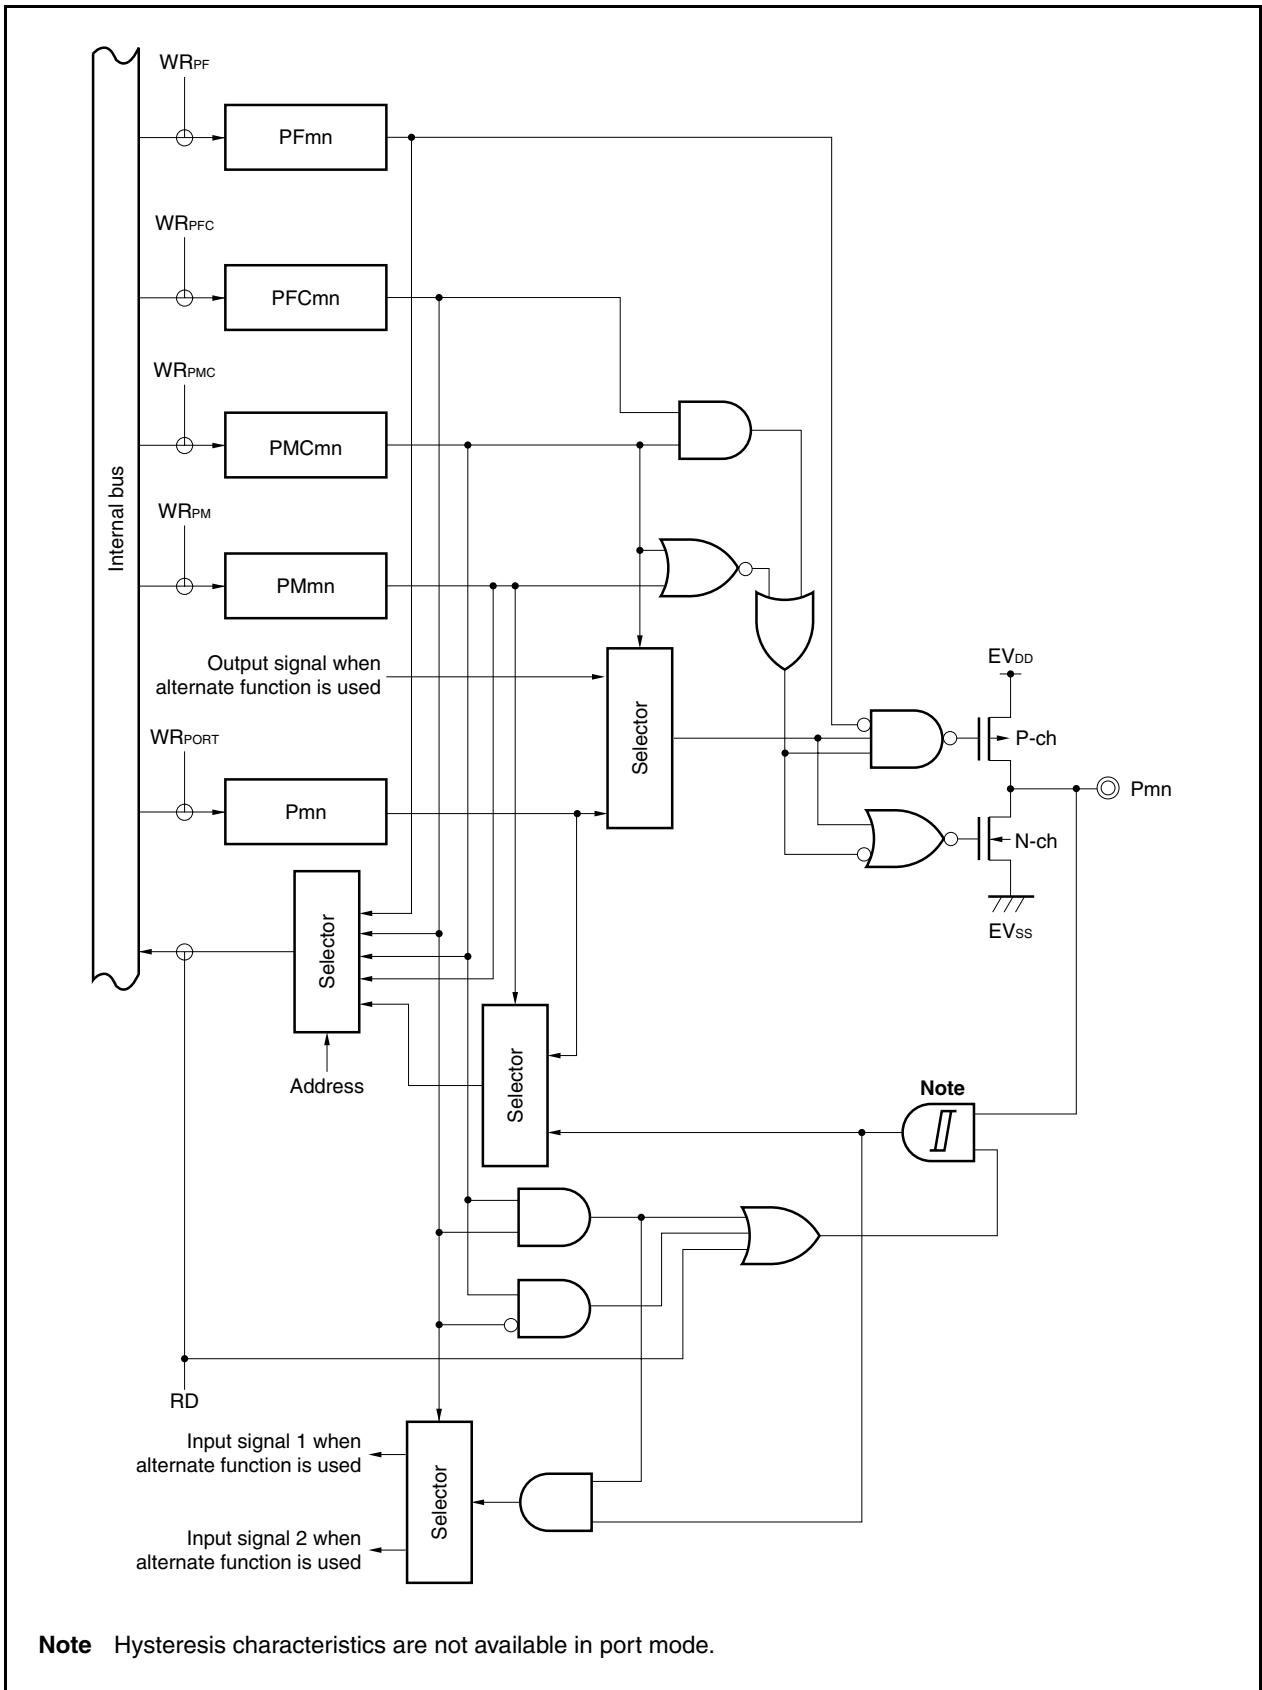 WRPF
PFmn
WRPFC
PFCmn
WRPMC
PMCmn
Internal bus
WRPM
PMmn
Output signal when
alternate function is used
Selector
EVDD
P-ch
WRPORT
Pmn
Pmn
N-ch
EVSS
Selector
Address
Selector
Note
RD
Input signal 1 when
alternate function is used
Selector
Input signal 2 when
alternate function is used
Note Hysteresis characteristics are not available in port mode.